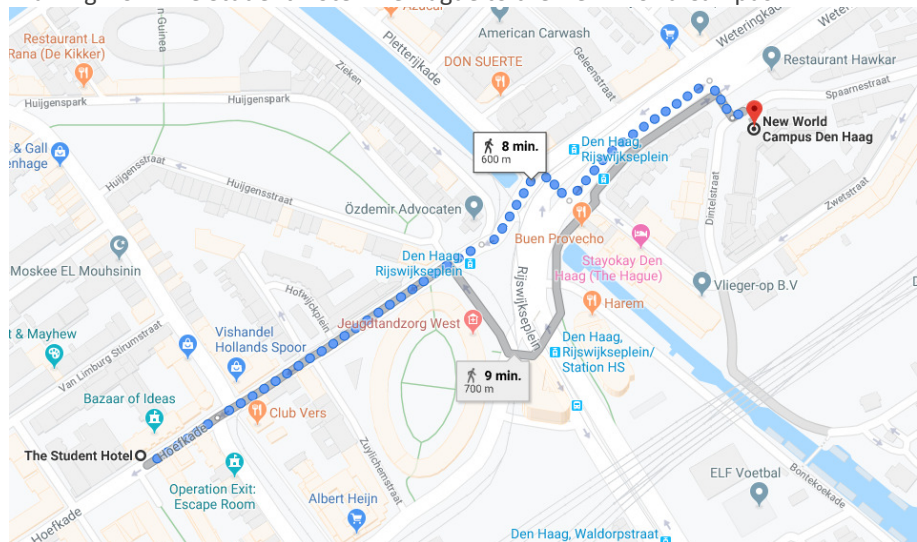 Azucar
n Guinea
Pletterijkade
American Carwash
Weteringkade
Weteringka
Restaurant La
Rana (De Kikker)
Zieken
DON SUERTE
Geleenstraat
Restaurant Hawkar
Huijgenspark
Huijgenspark
Spaarnestraat
New World
Campus Den Haag
8 min.
600 m
Den Haag,
Rijswijkseplein
& Gall
enhage
Huijgensstraat
Huijgensstraat
Dintelstraat
Zwetstraat
Özdemir Advocaten
Buen Provecho
Stayokay Den
Haag (The Hague)
Moskee EL Mouhsinin
Den Haag,
Rijswijkseplein
Rijswijkseplein
Vlieger-op B.V
Hofwijckplein
Harem
t & Mayhew
Vishandel
Hollands Spoor
Jeugdtandzorg West
Den Haag,
Rijswijkseplein/
Station HS
Van Limburg Stirumstraat
9 min.
700 m
Bazaar of Ideas
Club Vers
The Student Hotel
Hoefkade
Zuylichemstraat
Operation Exit:
Escape Room
Albert Heijn
ELF Voetbal
Bontekoekade
Hoefkade
Den Haag, Waldorpstraat